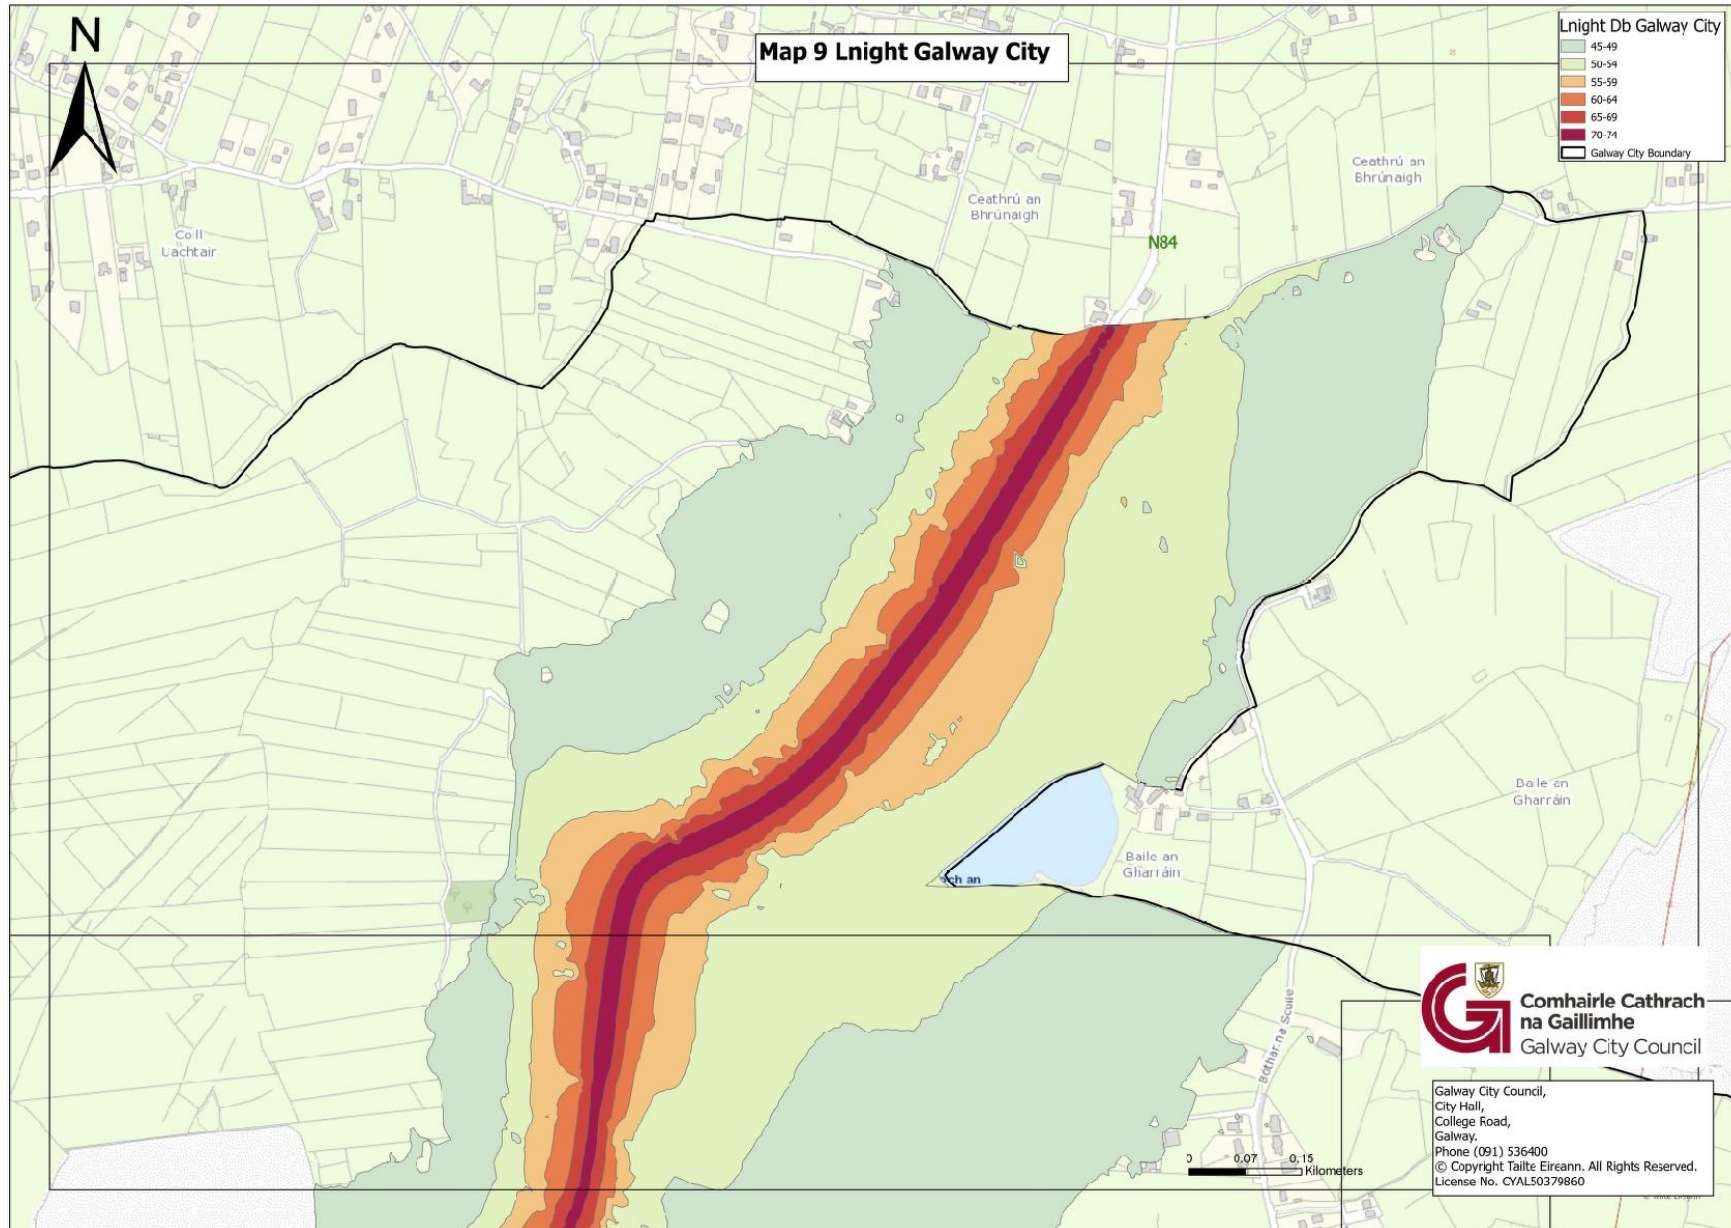 N
Map 9 Lnight Galway City
Lnight Db Galway City
45-49
50-54
55-59
60-64
65-69
70-74
Galway City Boundary
Ceathrú an
Bhrúnaigh
Ceathrú an
Bhrúnaigh
Coill
Uachtair
N84
Baile an
Gharráin
Baile an
Gharráin
an
Bóthar na Scoile
Comhairle Cathrach
na Gaillimhe
Galway City Council
Galway City Council,
City Hall,
College Road,
Galway.
Phone (091) 536400
© Copyright Tailte Eireann. All Rights Reserved.
License No. CYAL50379860
0 0.07 0.15
Kilometers